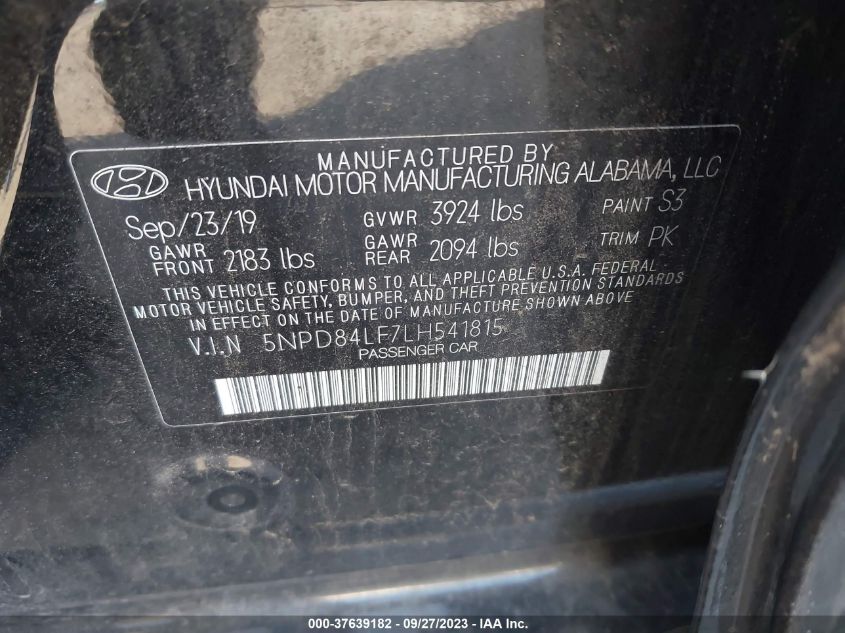 MANUFACTURED BY
HYUNDAI MOTOR MANUFACTURING ALABAMA, LLC
Sep/23/19 GVWR 3924 lbs PAINT S3
GAWR FRONT 2183 lbs GAWR REAR 2094 lbs TRIM PK
THIS VEHICLE CONFORMS TO ALL APPLICABLE U.S.A. FEDERAL
MOTOR VEHICLE SAFETY, BUMPER, AND THEFT PREVENTION STANDARDS
IN EFFECT ON THE DATE OF MANUFACTURE SHOWN ABOVE
V.I.N 5NPD84LF7LH541815
PASSENGER CAR
000-37639182 - 09/27/2023 - IAA Inc.